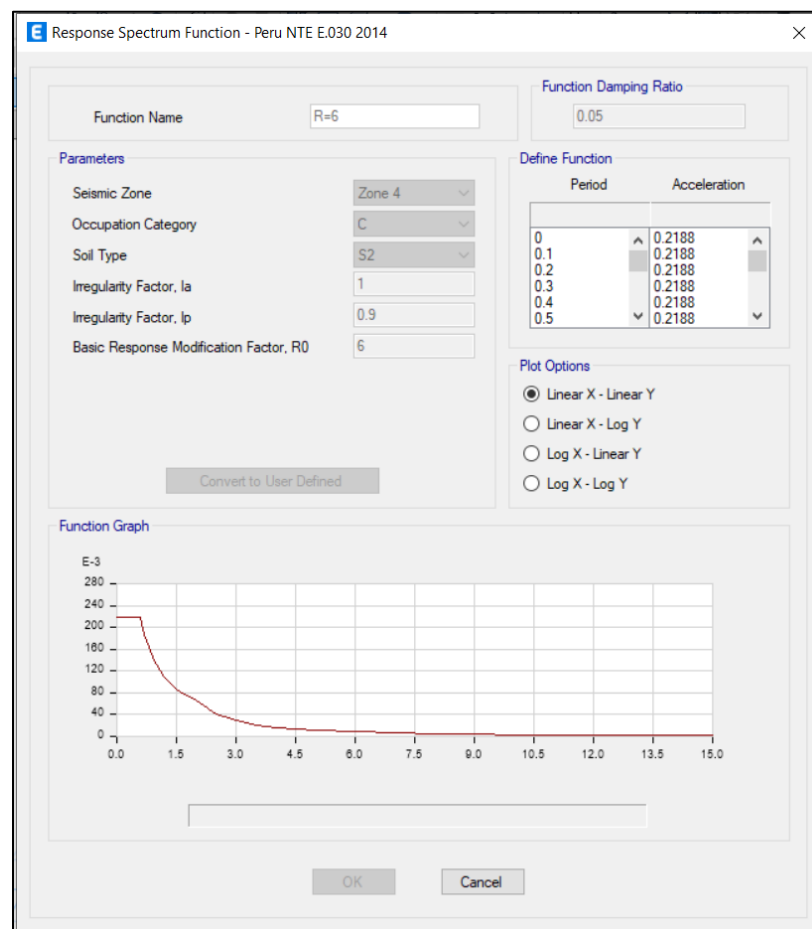 E Response Spectrum Function - Peru NTE E.030 2014
Function Name R=6
Function Damping Ratio
0.05
Parameters
Seismic Zone Zone 4
Occupation Category C
Soil Type S2
Irregularity Factor, Ia 1
Irregularity Factor, Ip 0.9
Basic Response Modification Factor, R0 6
Convert to User Defined
Define Function
Period Acceleration
0 0.2188
0.1 0.2188
0.2 0.2188
0.3 0.2188
0.4 0.2188
0.5 0.2188
Plot Options
Linear X - Linear Y
Linear X - Log Y
Log X - Linear Y
Log X - Log Y
Function Graph
E-3
280
240
200
160
120
80
40
0
0.0 1.5 3.0 4.5 6.0 7.5 9.0 10.5 12.0 13.5 15.0
OK Cancel